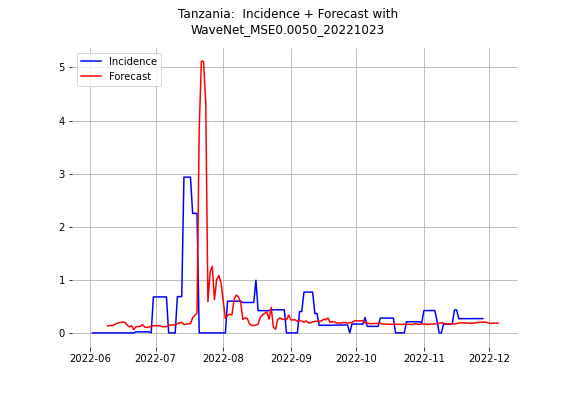 Tanzania:  Incidence + Forecast with
WaveNet_MSE0.0050_20221023
Incidence
Forecast
5
4
3
2
1
0
2022-06 2022-07 2022-08 2022-09 2022-10 2022-11 2022-12